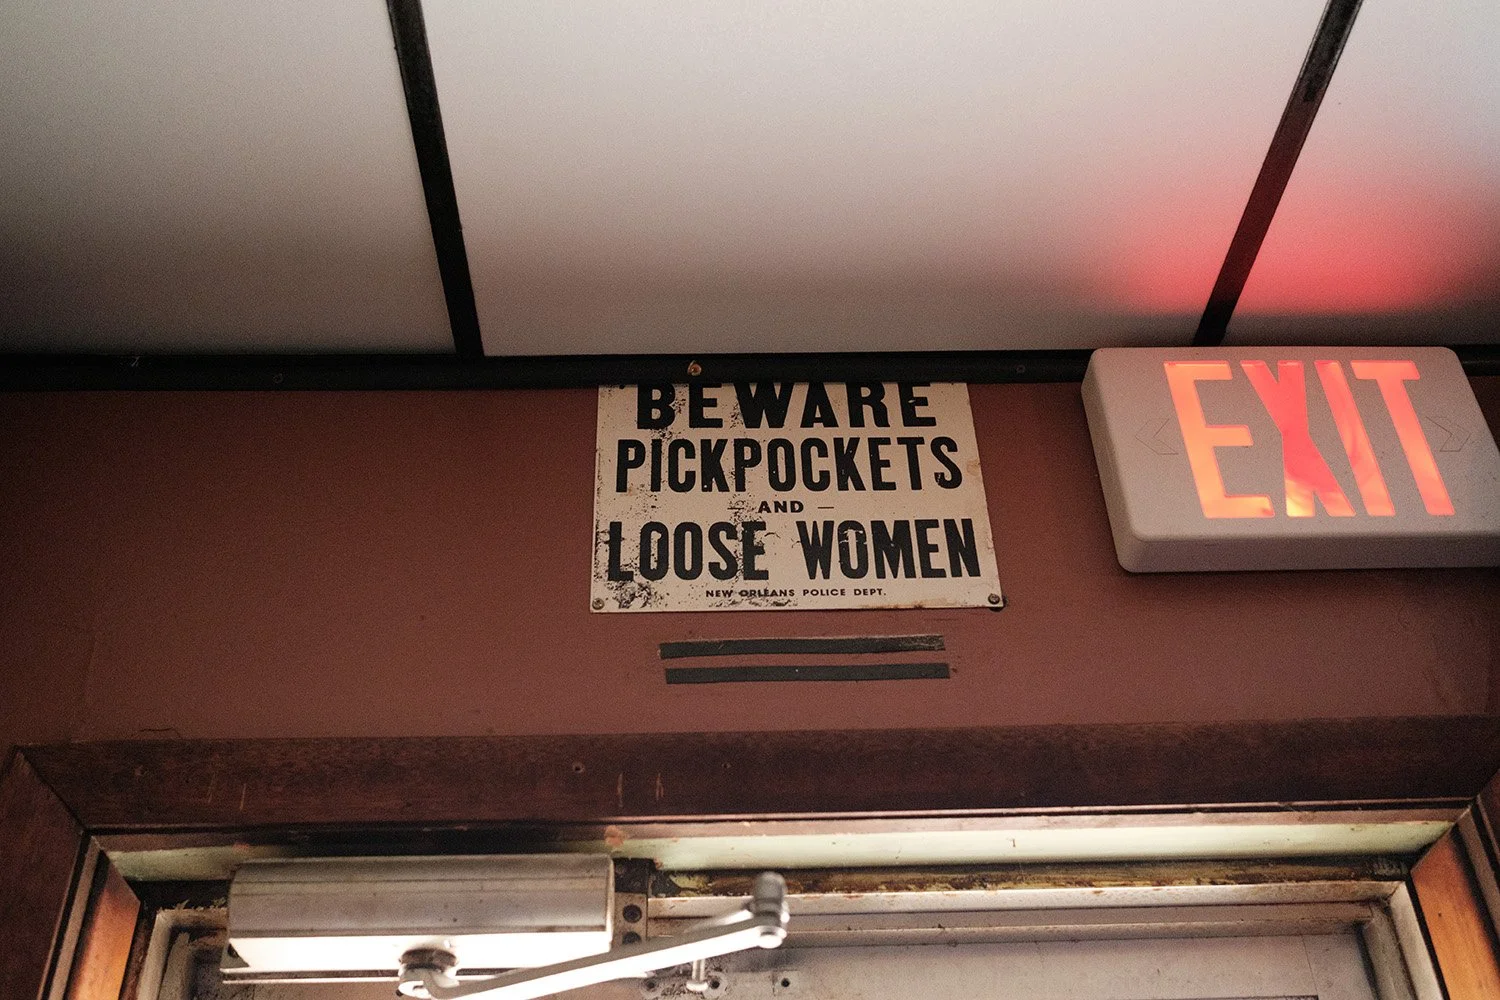 BEWARE
PICKPOCKETS
— AND —
LOOSE WOMEN
NEW ORLEANS POLICE DEPT.
EXIT